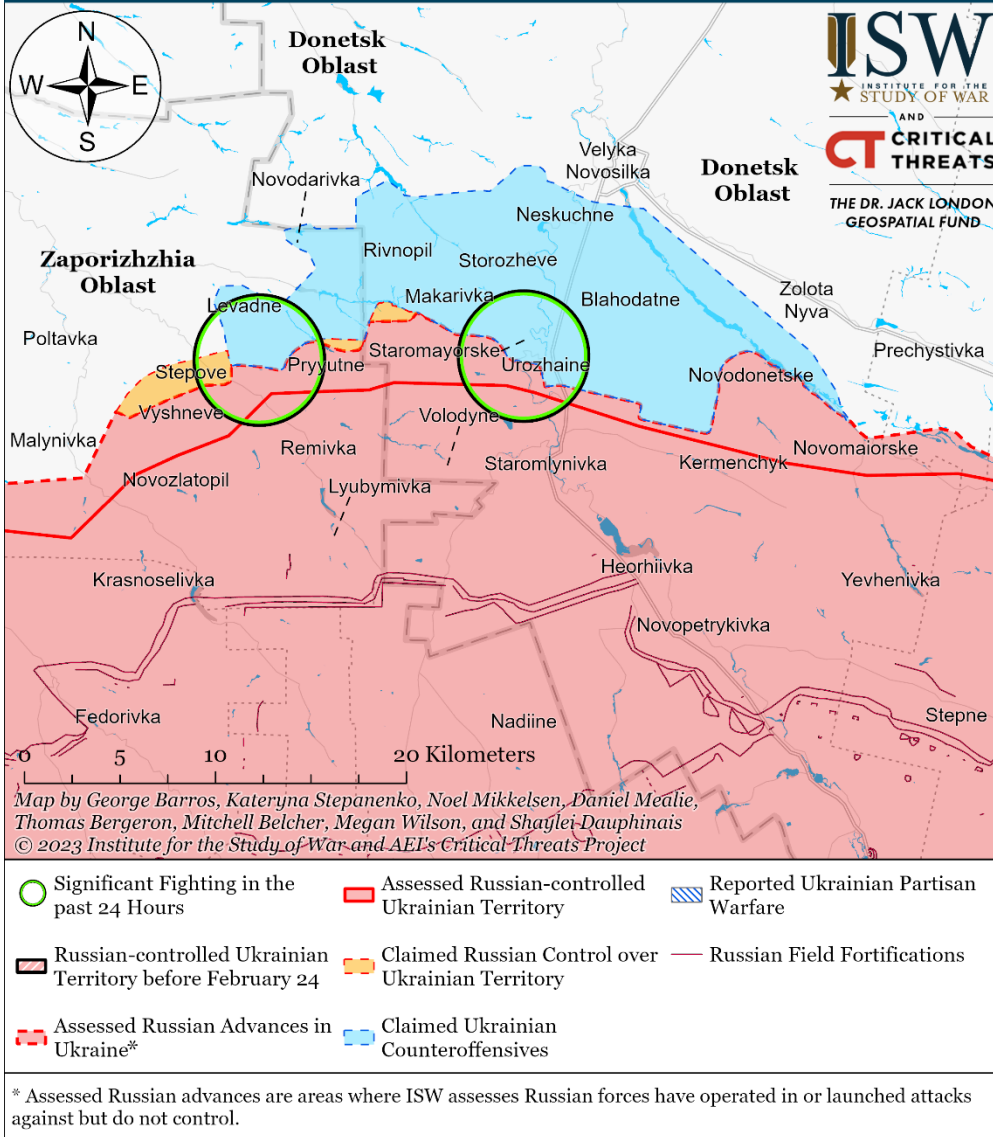 N
W E
S
Donetsk
Oblast
ISW
INSTITUTE FOR THE
STUDY OF WAR
AND
CT CRITICAL
THREATS
THE DR. JACK LONDON
GEOSPATIAL FUND
Velyka
Novosilka
Donetsk
Oblast
Novodarivka
Neskuchne
Rivnopil
Storozheve
Zaporizhzhia
Oblast
Levadne
Makarivka
Blahodatne
Zolota
Nyva
Poltavka
Staromayorske
Prechystivka
Stepove
Pryyutne
Urozhaine
Novodonetske
Vyshneve
Volodyne
Malynivka
Remivka
Novomaiorske
Staromlynivka
Kermenchyk
Novozlatopil
Lyubymivka
Krasnoselivka
Heorhiivka
Yevhenivka
Novopetrykivka
Fedorivka
Nadiine
Stepne
0 5 10 20 Kilometers
Map by George Barros, Kateryna Stepanenko, Noel Mikkelsen, Daniel Mealie,
Thomas Bergeron, Mitchell Belcher, Megan Wilson, and Shaylei Dauphinais
© 2023 Institute for the Study of War and AEI's Critical Threats Project
Significant Fighting in the
past 24 Hours
Russian-controlled Ukrainian
Territory before February 24
Assessed Russian Advances in
Ukraine*
Assessed Russian-controlled
Ukrainian Territory
Claimed Russian Control over
Ukrainian Territory
Claimed Ukrainian
Counteroffensives
Reported Ukrainian Partisan
Warfare
Russian Field Fortifications
* Assessed Russian advances are areas where ISW assesses Russian forces have operated in or launched attacks
against but do not control.